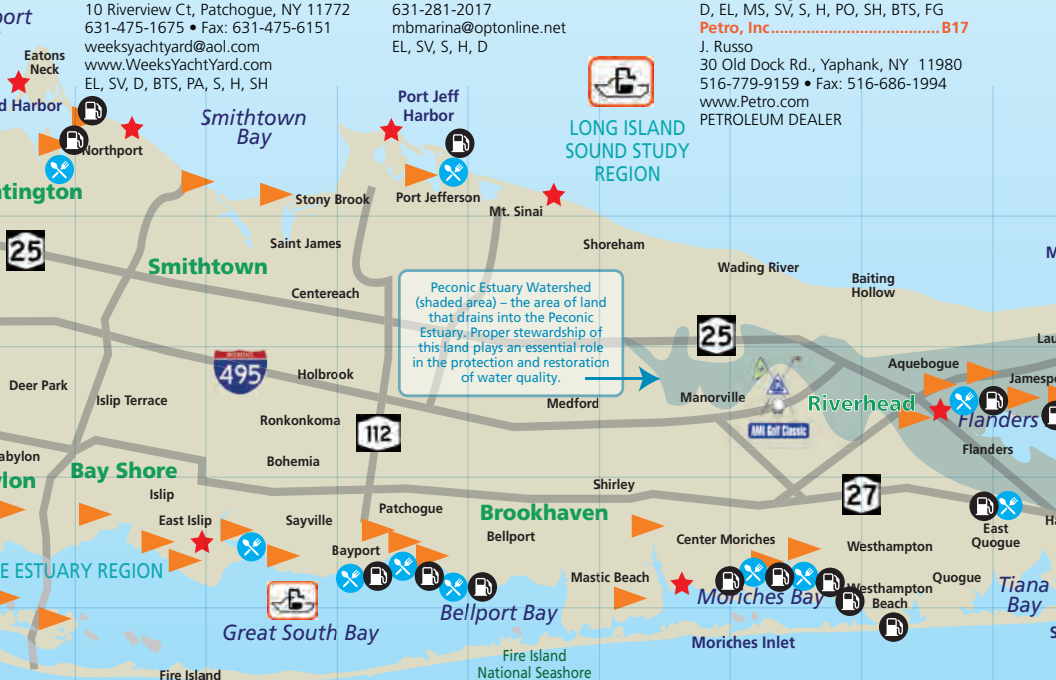 10 Riverview Ct, Patchogue, NY 11772
631-475-1675 • Fax: 631-475-6151
weeksyachtyard@aol.com
www.WeeksYachtYard.com
EL, SV, D, BTS, PA, S, H, SH
631-281-2017
mbmarina@optonline.net
EL, SV, S, H, D
D, EL, MS, SV, S, H, PO, SH, BTS, FG
Petro, Inc.......................................B17
J. Russo
30 Old Dock Rd., Yaphank, NY 11980
516-779-9159 • Fax: 516-686-1994
www.Petro.com
PETROLEUM DEALER
port
Eatons
Neck
d Harbor
Northport
Smithtown
Bay
Port Jeff
Harbor
LONG ISLAND
SOUND STUDY
REGION
ntington
Stony Brook
Port Jefferson
Mt. Sinai
25
Saint James
Shoreham
Smithtown
Wading River
Baiting
Hollow
M
Centereach
Peconic Estuary Watershed
(shaded area) – the area of land
that drains into the Peconic
Estuary. Proper stewardship of
this land plays an essential role
in the protection and restoration
of water quality.
25
Lau
INTERSTATE
495
Holbrook
Aquebogue
Deer Park
Islip Terrace
Jamesp
Medford
Manorville
Riverhead
Ronkonkoma
112
AMI Golf Classic
Flanders
Flanders
abylon
Bohemia
ylon
Bay Shore
Islip
Shirley
27
East Islip
Sayville
Patchogue
Brookhaven
Bellport
Ha
East
Quogue
Bayport
Center Moriches
Westhampton
E ESTUARY REGION
Mastic Beach
Quogue
Westhampton
Beach
Moriches Bay
Tiana
Bay
Bellport Bay
Great South Bay
Moriches Inlet
S
Fire Island
National Seashore
Fire Island